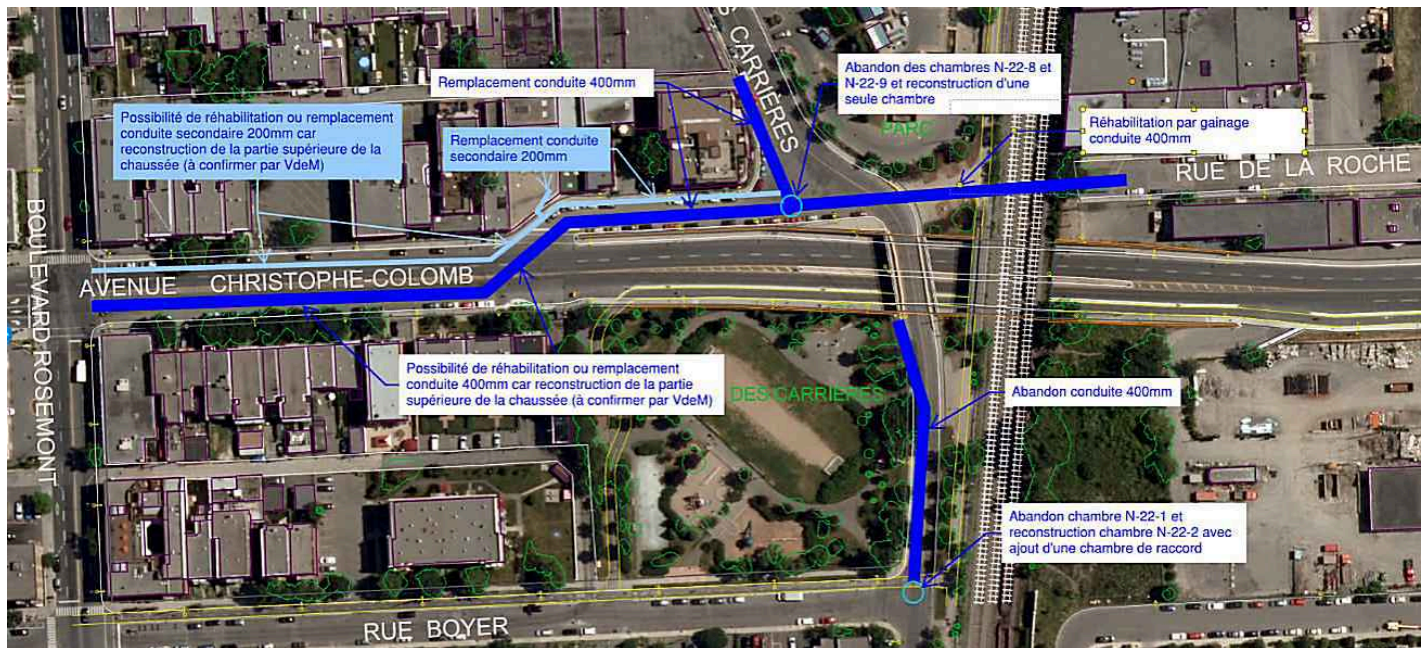 S CARRIÈRES
Remplacement conduite 400mm
Abandon des chambres N-22-8 et
N-22-9 et reconstruction d'une
seule chambre
Possibilité de réhabilitation ou remplacement
conduite secondaire 200mm car
reconstruction de la partie supérieure de la
chaussée (à confirmer par VdeM)
Remplacement conduite
secondaire 200mm
PARC
Réhabilitation par gainage
conduite 400mm
RUE DE LA ROCHE
BOULEVARD ROSEMONT
AVENUE CHRISTOPHE-COLOMB
Possibilité de réhabilitation ou remplacement
conduite 400mm car reconstruction de la partie
supérieure de la chaussée (à confirmer par VdeM)
DES CARRIERES
Abandon conduite 400mm
Abandon chambre N-22-1 et
reconstruction chambre N-22-2 avec
ajout d'une chambre de raccord
RUE BOYER